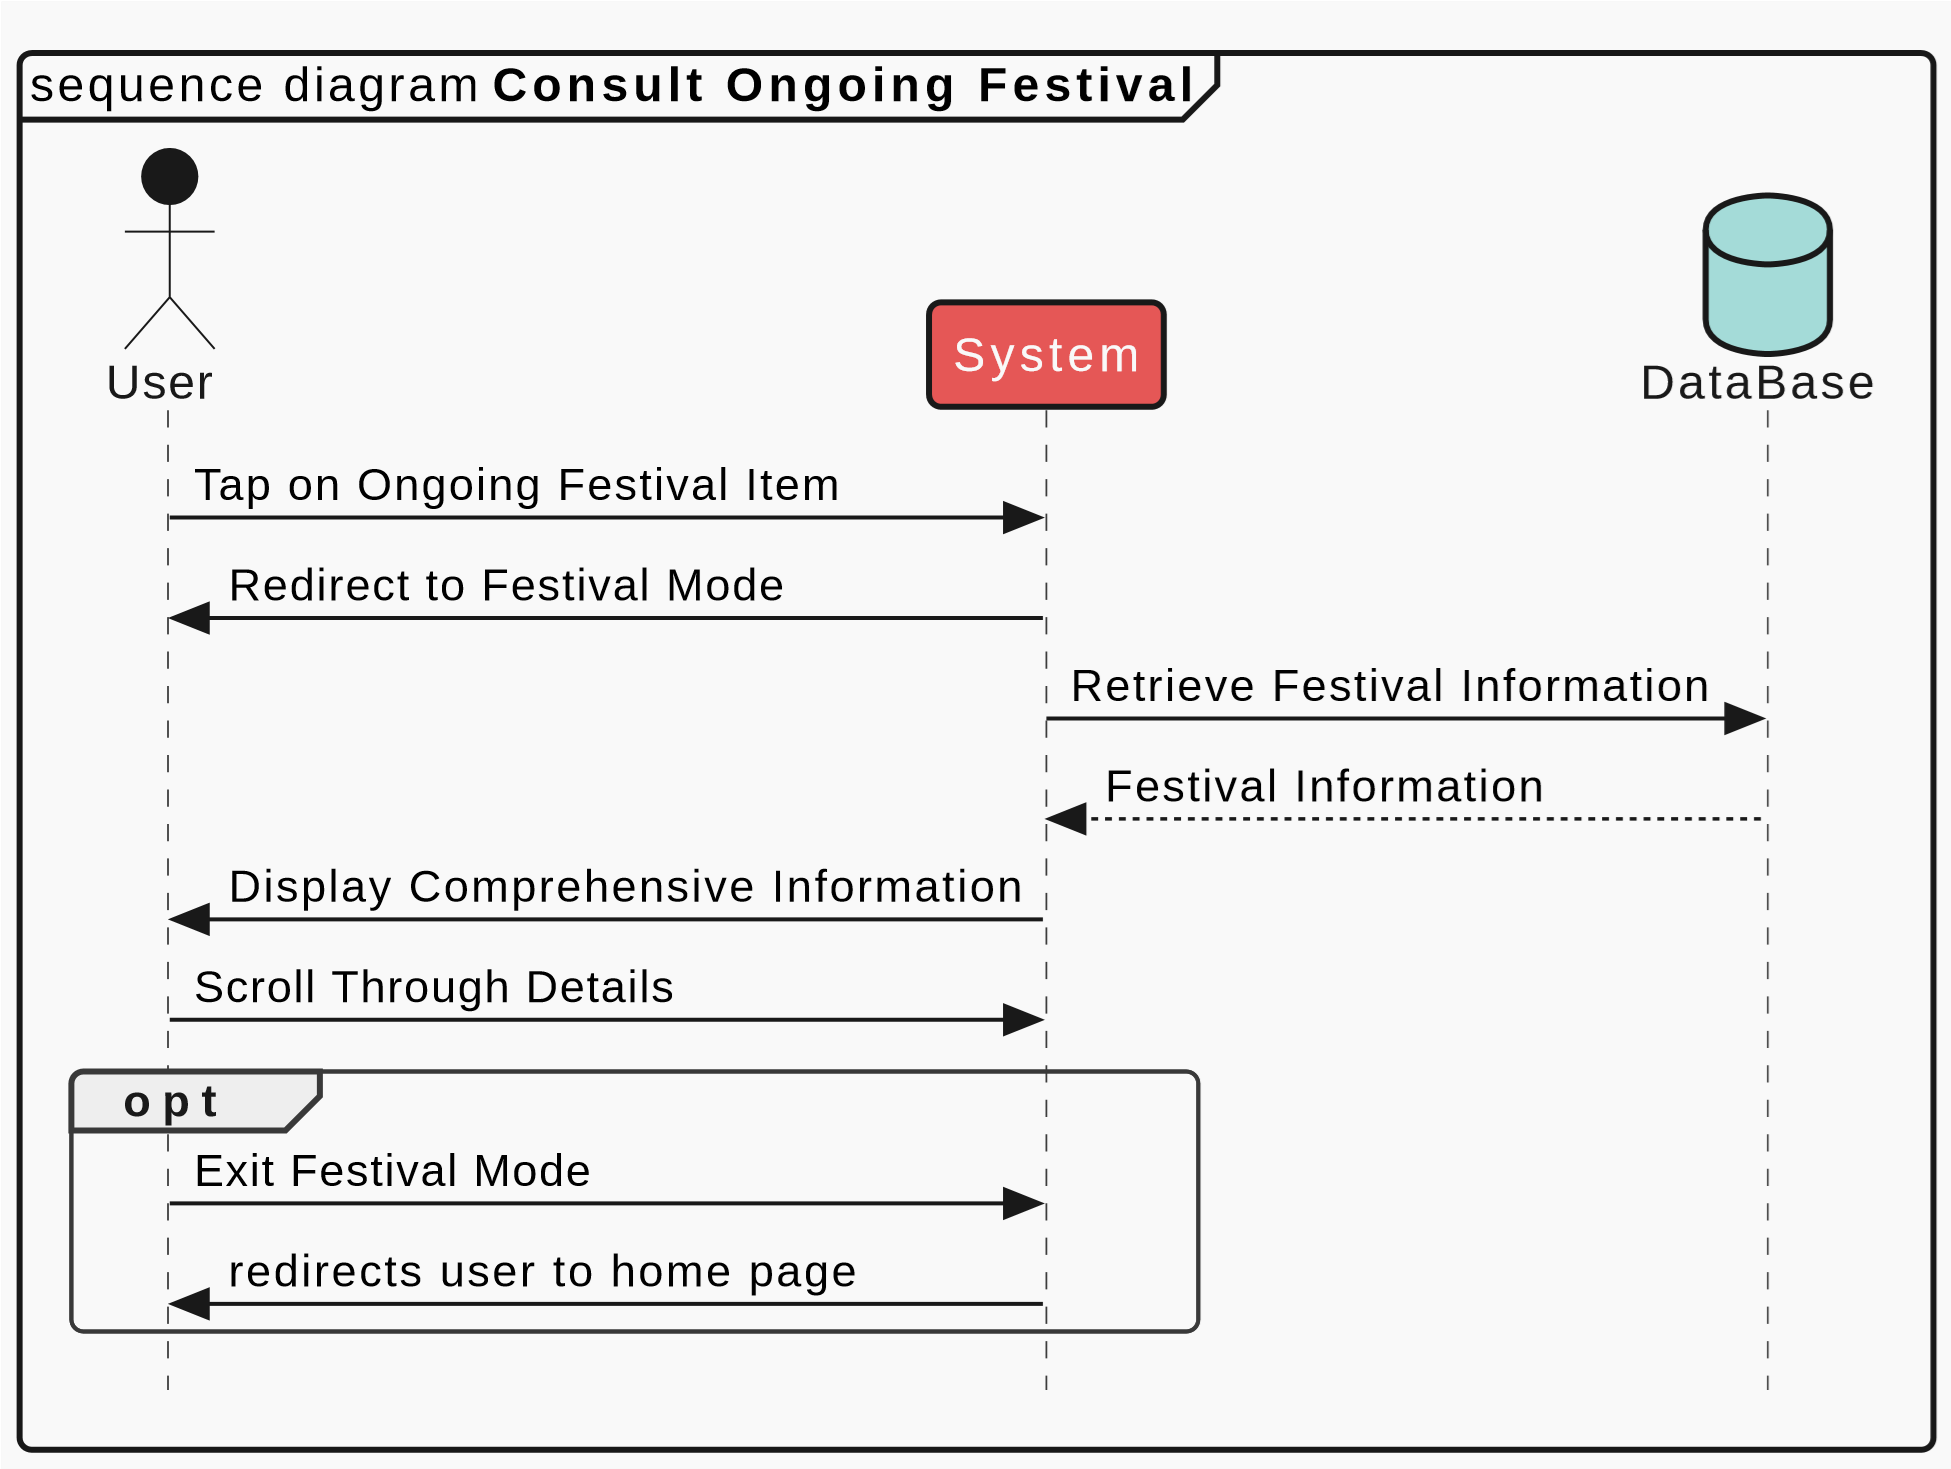 sequence diagram Consult Ongoing Festival
User
System
DataBase
Tap on Ongoing Festival Item
Redirect to Festival Mode
Retrieve Festival Information
Festival Information
Display Comprehensive Information
Scroll Through Details
opt
Exit Festival Mode
redirects user to home page